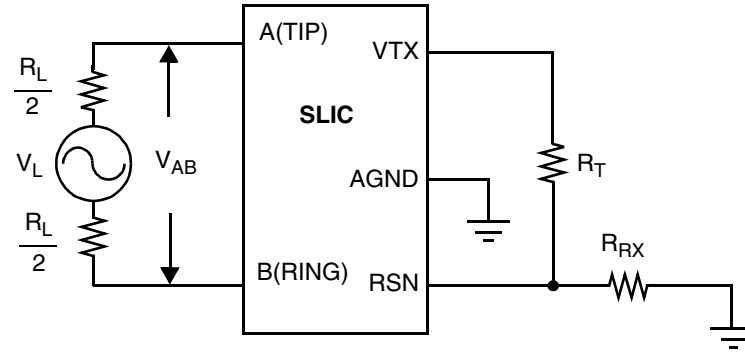 A(TIP)
VTX
R_L
2
SLIC
V_L
V_AB
R_T
AGND
R_L
2
R_RX
B(RING)
RSN